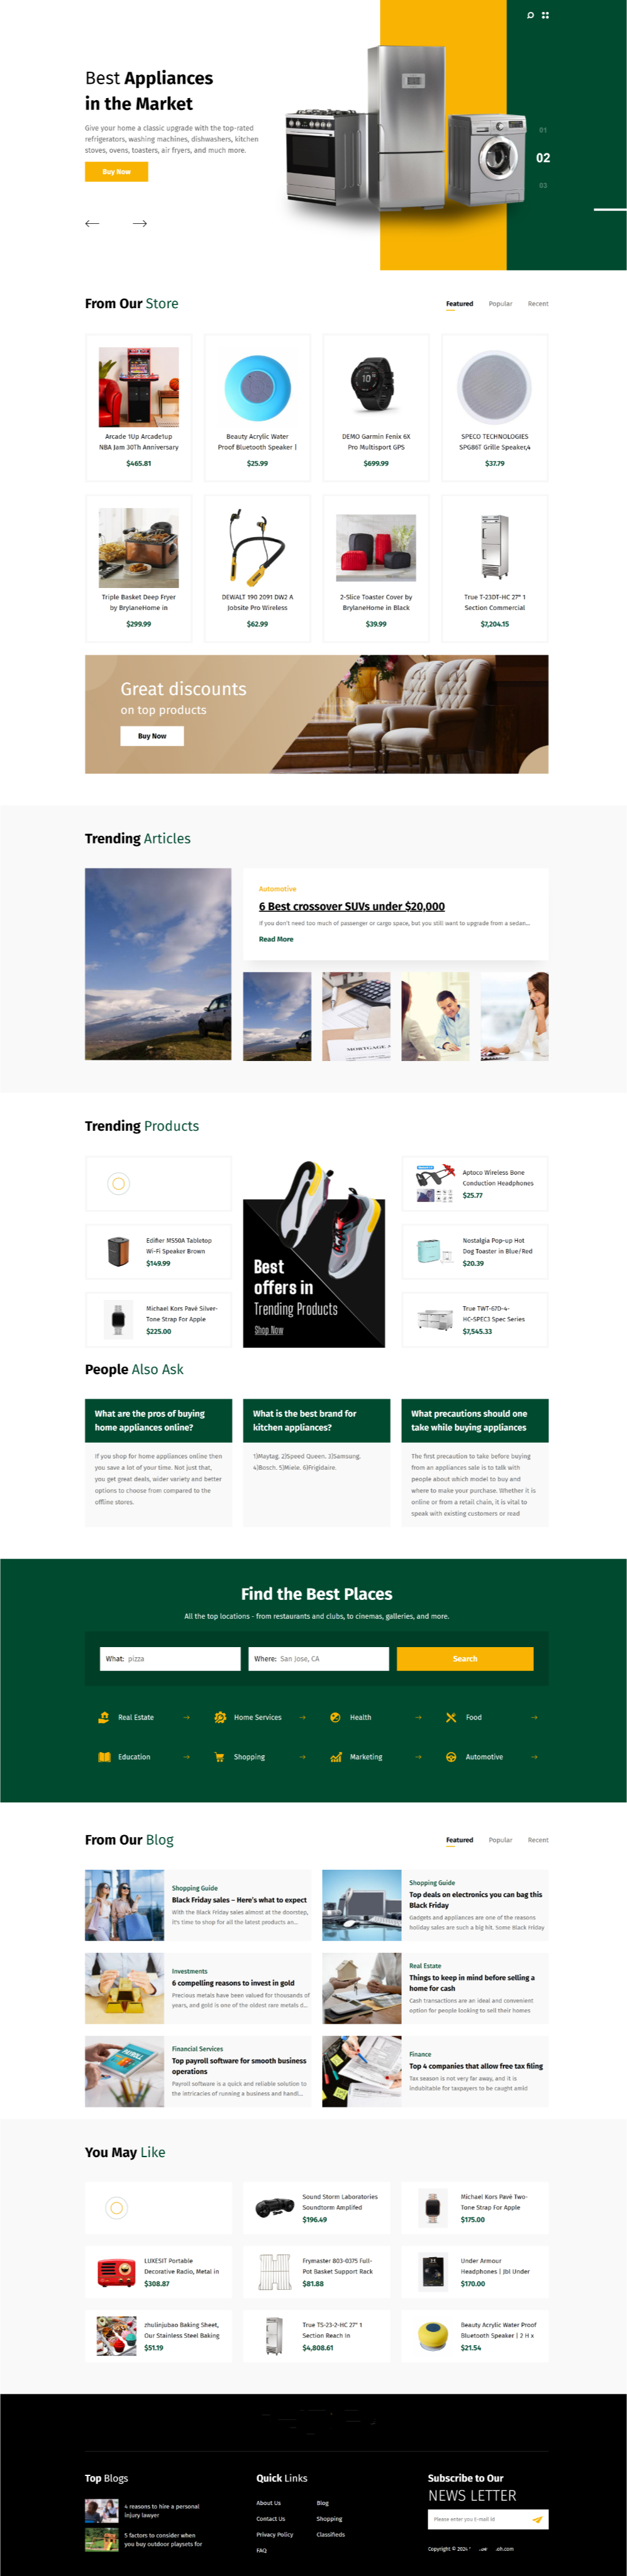 Best Appliances
in the Market
Give your home a classic upgrade with the top-rated
refrigerators, washing machines, dishwashers, kitchen
stoves, ovens, toasters, air fryers, and much more.
Buy Now
01
02
03
From Our Store
Featured Popular Recent
Arcade 1Up Arcade1up
NBA Jam 30Th Anniversary
$465.81
Beauty Acrylic Water
Proof Bluetooth Speaker |
$25.99
DEMO Garmin Fenix 6X
Pro Multisport GPS
$699.99
SPECO TECHNOLOGIES
SPG86T Grille Speaker,4
$37.79
Triple Basket Deep Fryer
by BrylaneHome in
$299.99
DEWALT 190 2091 DW2 A
Jobsite Pro Wireless
$62.99
2-Slice Toaster Cover by
BrylaneHome in Black
$39.99
True T-23DT-HC 27" 1
Section Commercial
$7,204.15
Great discounts
on top products
Buy Now
Trending Articles
Automotive
6 Best crossover SUVs under $20,000
If you don't need too much of passenger or cargo space, but you still want to upgrade from a sedan...
Read More
Trending Products
Edifier MS50A Tabletop
Wi-Fi Speaker Brown
$149.99
Michael Kors Pavé Silver-
Tone Strap For Apple
$225.00
Best
offers in
Trending Products
Shop Now
Aptoco Wireless Bone
Conduction Headphones
$25.77
Nostalgia Pop-up Hot
Dog Toaster in Blue/Red
$20.39
True TWT-67D-4-
HC-SPEC3 Spec Series
$7,545.33
People Also Ask
What are the pros of buying
home appliances online?
If you shop for home appliances online then
you save a lot of your time. Not just that,
you get great deals, wider variety and better
options to choose from compared to the
offline stores.
What is the best brand for
kitchen appliances?
1)Maytag. 2)Speed Queen. 3)Samsung.
4)Bosch. 5)Miele. 6)Frigidaire.
What precautions should one
take while buying appliances
The first precaution to take before buying
from an appliances sale is to talk with
people about which model to buy and
where to make your purchase. Whether it is
online or from a retail chain, it is vital to
speak with existing customers or read
Find the Best Places
All the top locations - from restaurants and clubs, to cinemas, galleries, and more.
What: pizza
Where: San Jose, CA
Search
Real Estate
Home Services
Health
Food
Education
Shopping
Marketing
Automotive
From Our Blog
Featured Popular Recent
Shopping Guide
Black Friday sales – Here's what to expect
With the Black Friday sales almost at the doorstep,
it's time to shop for all the latest products an...
Shopping Guide
Top deals on electronics you can bag this
Black Friday
Gadgets and appliances are one of the reasons
holiday sales are such a big hit. Some Black Friday
Investments
6 compelling reasons to invest in gold
Precious metals have been valued for thousands of
years, and gold is one of the oldest rare metals d...
Real Estate
Things to keep in mind before selling a
home for cash
Cash transactions are an ideal and convenient
option for people looking to sell their homes
Financial Services
Top payroll software for smooth business
operations
Payroll software is a quick and reliable solution to
the intricacies of running a business and handl...
Finance
Top 4 companies that allow free tax filing
Tax season is not very far away, and it is
indubitable for taxpayers to be caught amid
You May Like
Sound Storm Laboratories
Soundtorm Amplifed
$196.49
Michael Kors Pavé Two-
Tone Strap For Apple
$175.00
LUXESIT Portable
Decorative Radio, Metal in
$308.87
Frymaster 803-0375 Full-
Pot Basket Support Rack
$81.88
Under Armour
Headphones | Jbl Under
$170.00
zhulinjubao Baking Sheet,
Our Stainless Steel Baking
$51.19
True TS-23-2-HC 27" 1
Section Reach In
$4,808.61
Beauty Acrylic Water Proof
Bluetooth Speaker | 2 H x
$21.54
Top Blogs
4 reasons to hire a personal
injury lawyer
5 factors to consider when
you buy outdoor playsets for
Quick Links
About Us
Blog
Contact Us
Shopping
Privacy Policy
Classifieds
FAQ
Subscribe to Our
NEWS LETTER
Please enter you E-mail id
Copyright © 2024